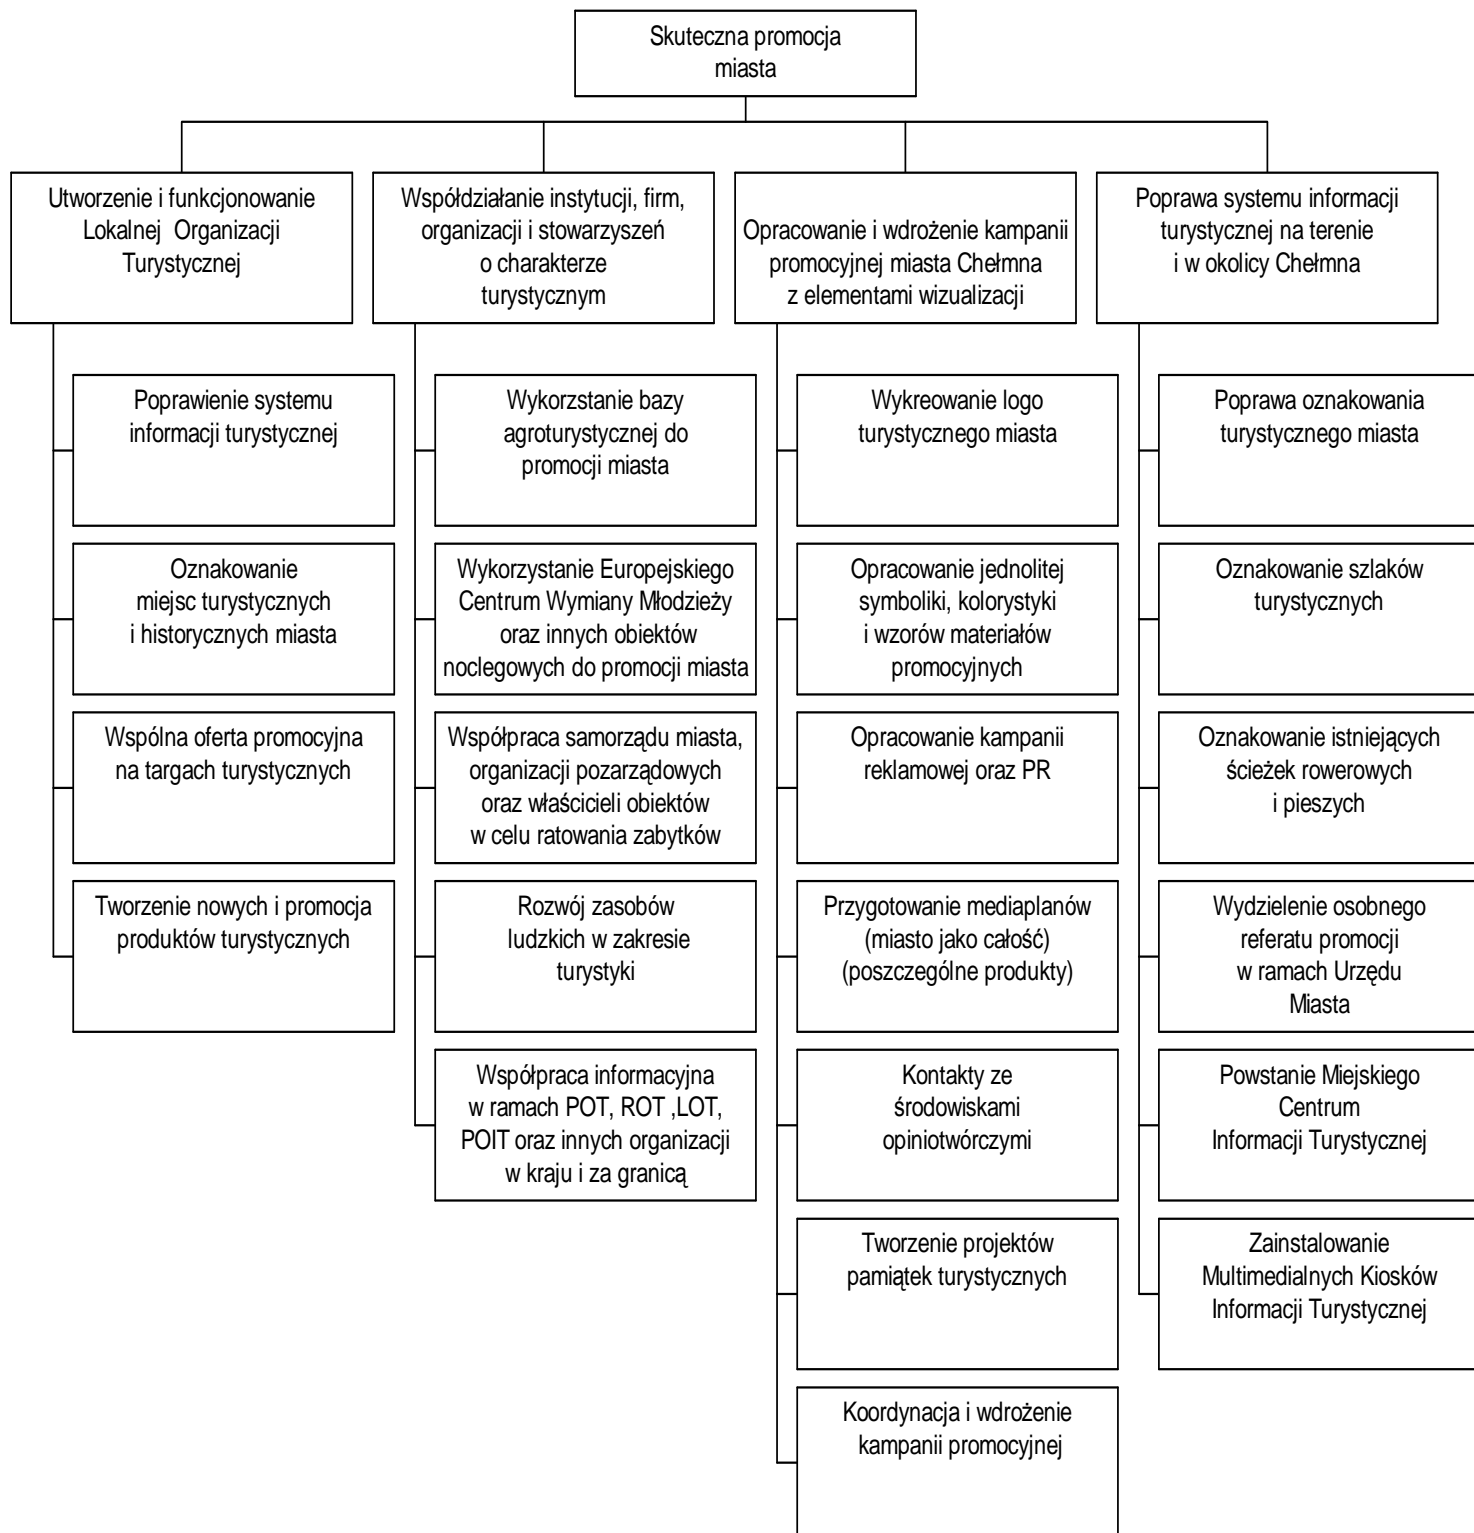 Skuteczna promocja
miasta
Utworzenie i funkcjonowanie
Lokalnej Organizacji
Turystycznej
Współdziałanie instytucji, firm,
organizacji i stowarzyszeń
o charakterze
turystycznym
Opracowanie i wdrożenie kampanii
promocyjnej miasta Chełmna
z elementami wizualizacji
Poprawa systemu informacji
turystycznej na terenie
i w okolicy Chełmna
Poprawienie systemu
informacji turystycznej
Oznakowanie
miejsc turystycznych
i historycznych miasta
Wspólna oferta promocyjna
na targach turystycznych
Tworzenie nowych i promocja
produktów turystycznych
Wykorzstanie bazy
agroturystycznej do
promocji miasta
Wykorzystanie Europejskiego
Centrum Wymiany Młodzieży
oraz innych obiektów
noclegowych do promocji miasta
Współpraca samorządu miasta,
organizacji pozarządowych
oraz właścicieli obiektów
w celu ratowania zabytków
Rozwój zasobów
ludzkich w zakresie
turystyki
Współpraca informacyjna
w ramach POT, ROT ,LOT,
POIT oraz innych organizacji
w kraju i za granicą
Wykreowanie logo
turystycznego miasta
Opracowanie jednolitej
symboliki, kolorystyki
i wzorów materiałów
promocyjnych
Opracowanie kampanii
reklamowej oraz PR
Przygotowanie mediaplanów
(miasto jako całość)
(poszczególne produkty)
Kontakty ze
środowiskami
opiniotwórczymi
Tworzenie projektów
pamiątek turystycznych
Koordynacja i wdrożenie
kampanii promocyjnej
Poprawa oznakowania
turystycznego miasta
Oznakowanie szlaków
turystycznych
Oznakowanie istniejących
ścieżek rowerowych
i pieszych
Wydzielenie osobnego
referatu promocji
w ramach Urzędu
Miasta
Powstanie Miejskiego
Centrum
Informacji Turystycznej
Zainstalowanie
Multimedialnych Kiosków
Informacji Turystycznej